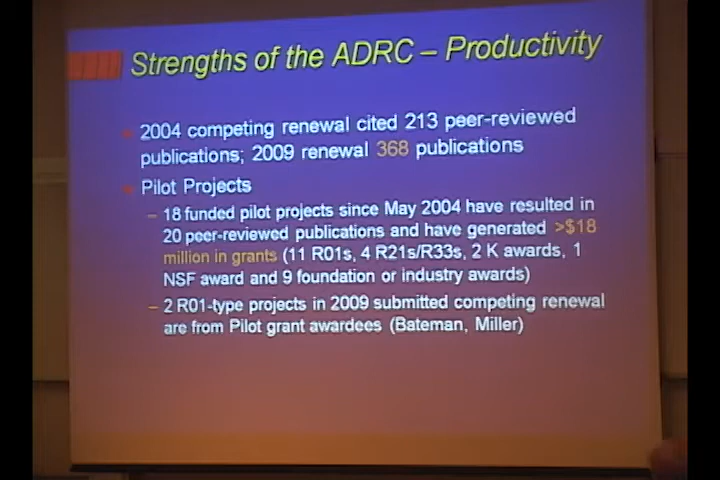 Strengths of the ADRC – Productivity
2004 competing renewal cited 213 peer-reviewed
publications; 2009 renewal 368 publications
Pilot Projects
– 18 funded pilot projects since May 2004 have resulted in
20 peer-reviewed publications and have generated >$18
million in grants (11 R01s, 4 R21s/R33s, 2 K awards, 1
NSF award and 9 foundation or industry awards)
– 2 R01-type projects in 2009 submitted competing renewal
are from Pilot grant awardees (Bateman, Miller)